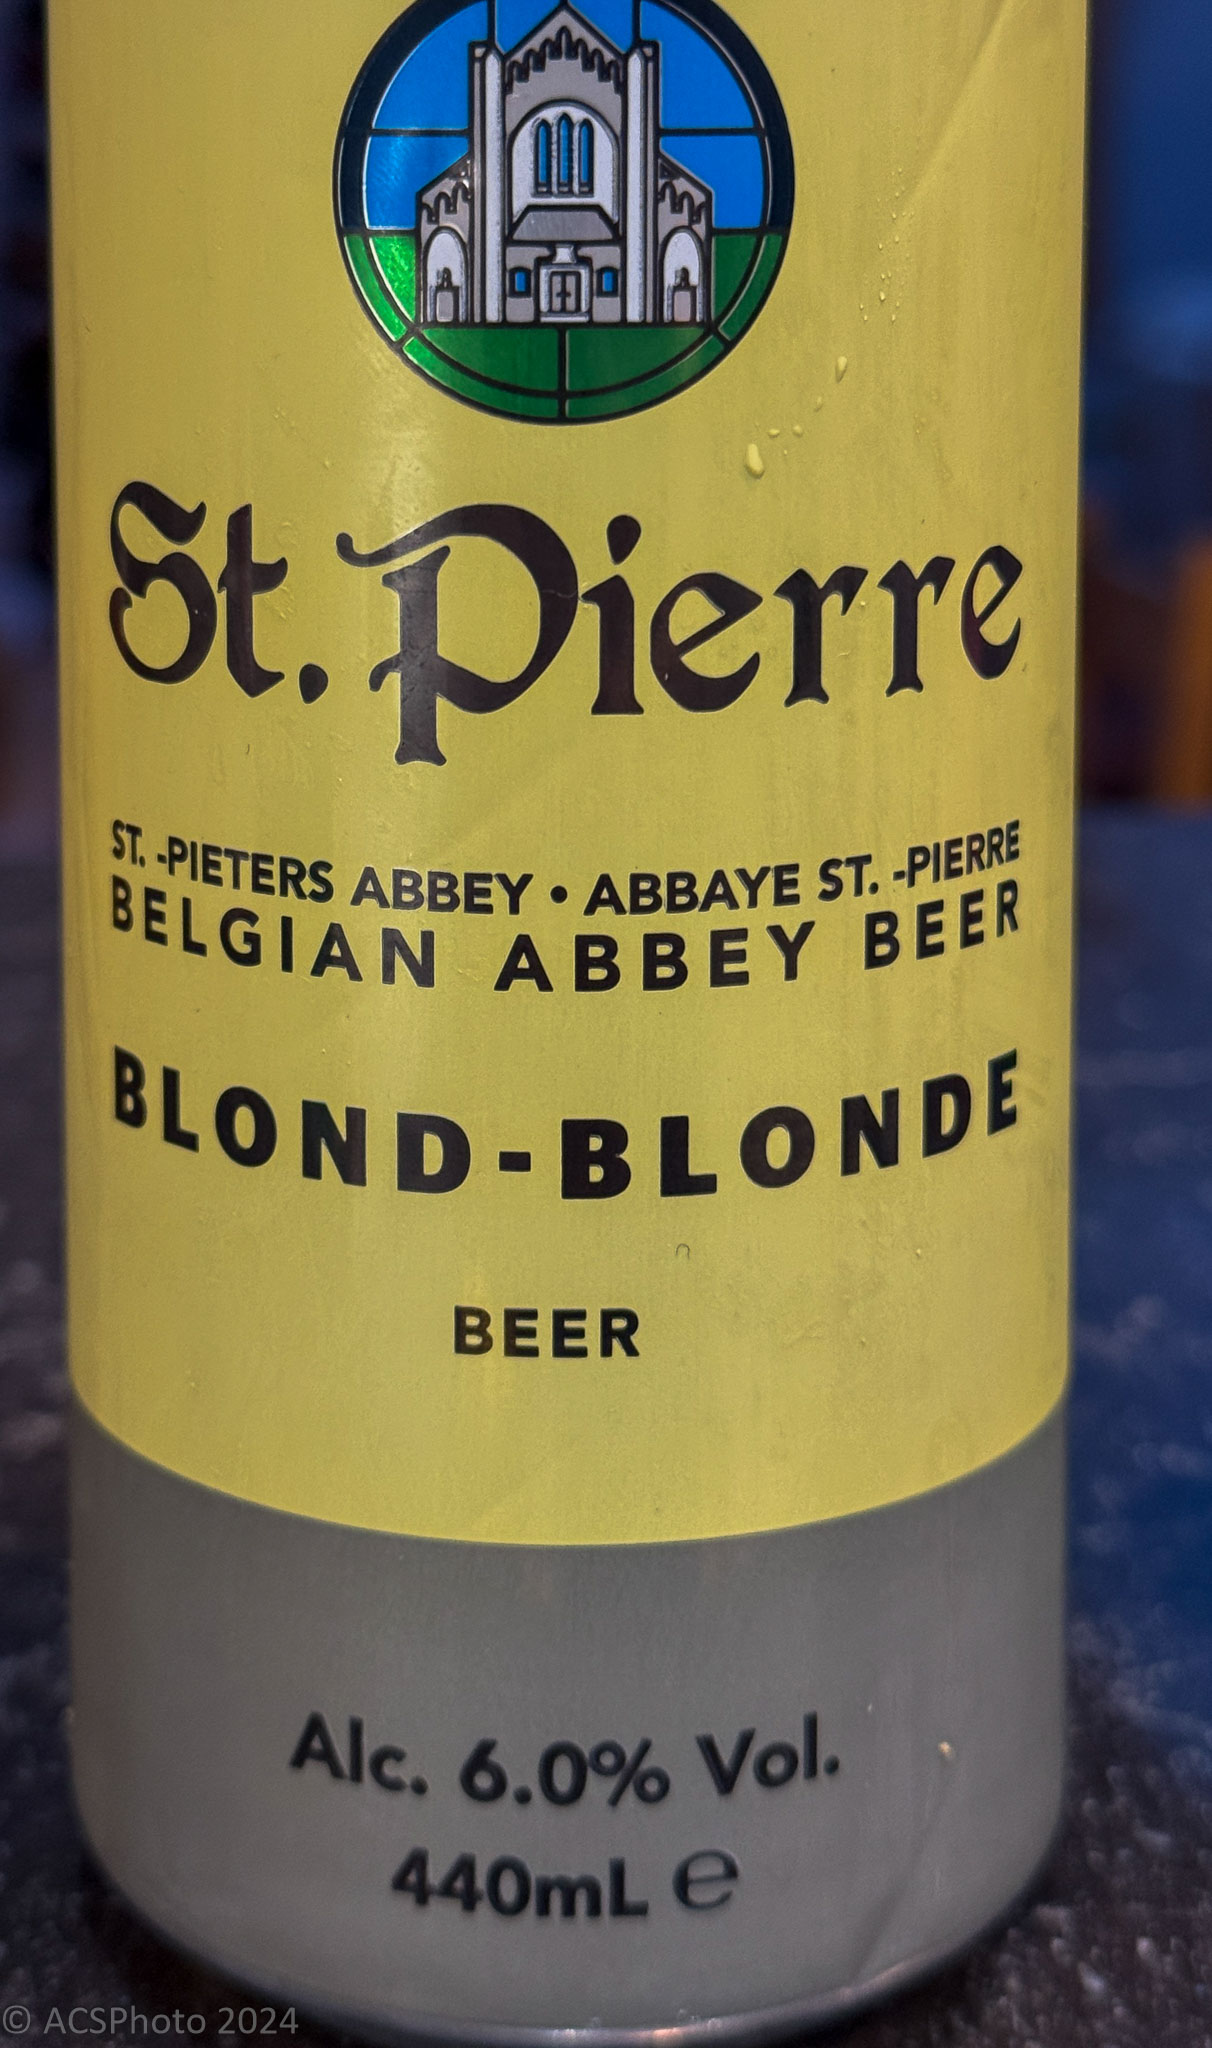 St. Pierre
ST. -PIETERS ABBEY • ABBAYE ST. -PIERRE
BELGIAN ABBEY BEER
BLOND-BLONDE
BEER
Alc. 6.0% Vol.
440mL ℮
© ACSPhoto 2024